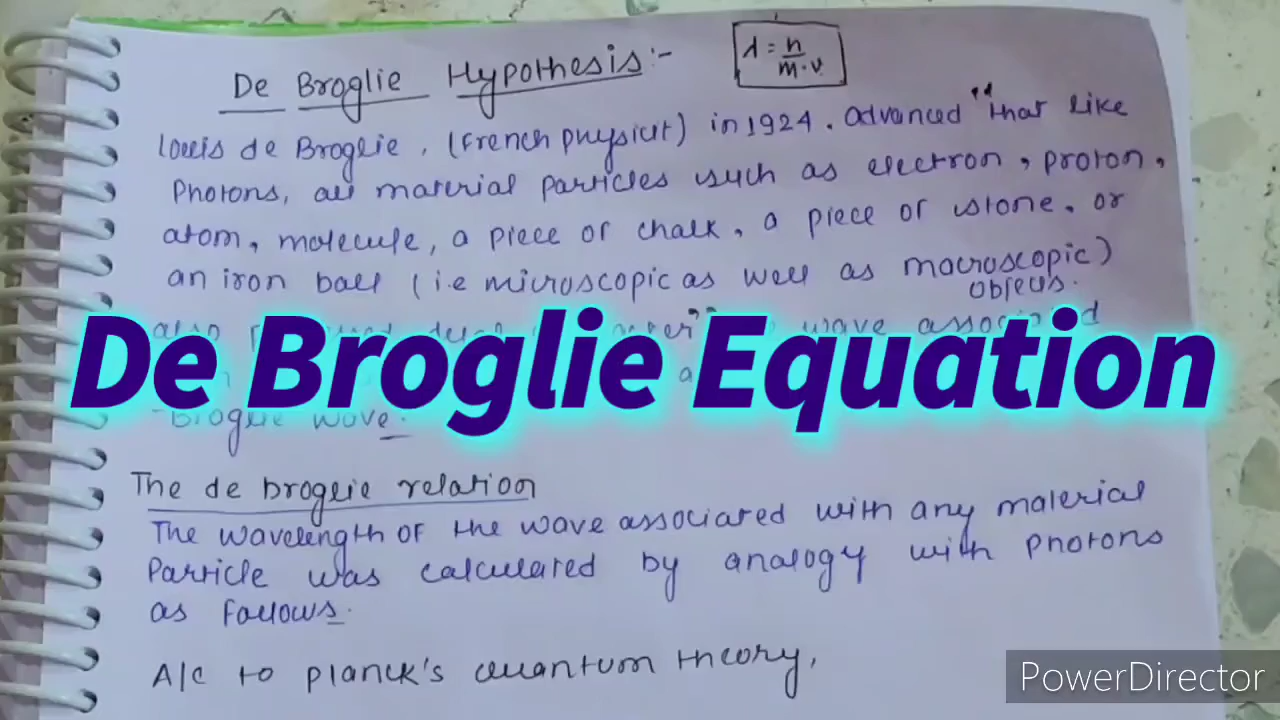 De Broglie Hypothesis:-
λ = h / m.v
Louis de Broglie, (French physicist) in 1924. Advanced "that like
Photons, all material particles such as electron, proton,
atom, molecule, a piece of chalk, a piece of stone, or
an iron ball (i.e microscopic as well as macroscopic)
objects.
also wave associated
De Broglie Equation
-Broglie wave.
The de broglie relation
The wavelength of the wave associated with any material
Particle was calculated by analogy with photons
as follows.
A/c to planck's quantum theory,
PowerDirector